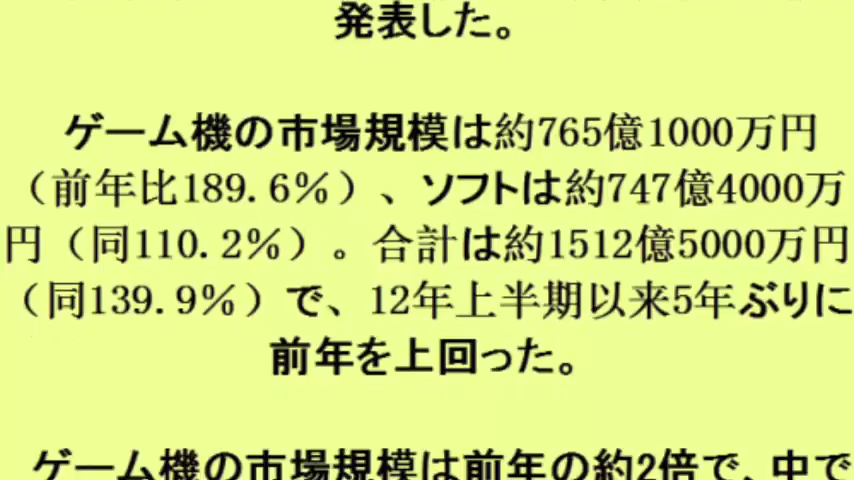 発表した。
ゲーム機の市場規模は約765億1000万円
（前年比189.6%）、ソフトは約747億4000万
円（同110.2%）。合計は約1512億5000万円
（同139.9%）で、12年上半期以来5年ぶりに
前年を上回った。
ゲーム機の市場規模は前年の約2倍で、中で